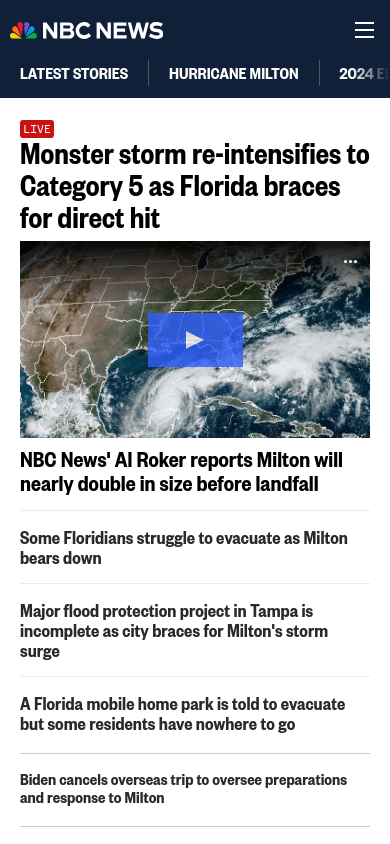 NBC NEWS
LATEST STORIES
HURRICANE MILTON
2024 E
LIVE
Monster storm re-intensifies to
Category 5 as Florida braces
for direct hit
NBC News' Al Roker reports Milton will
nearly double in size before landfall
Some Floridians struggle to evacuate as Milton
bears down
Major flood protection project in Tampa is
incomplete as city braces for Milton's storm
surge
A Florida mobile home park is told to evacuate
but some residents have nowhere to go
Biden cancels overseas trip to oversee preparations
and response to Milton